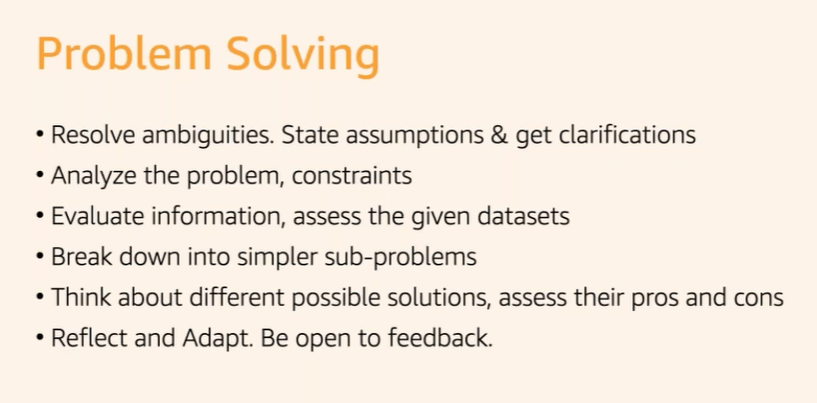 Problem Solving
• Resolve ambiguities. State assumptions & get clarifications
• Analyze the problem, constraints
• Evaluate information, assess the given datasets
• Break down into simpler sub-problems
• Think about different possible solutions, assess their pros and cons
• Reflect and Adapt. Be open to feedback.